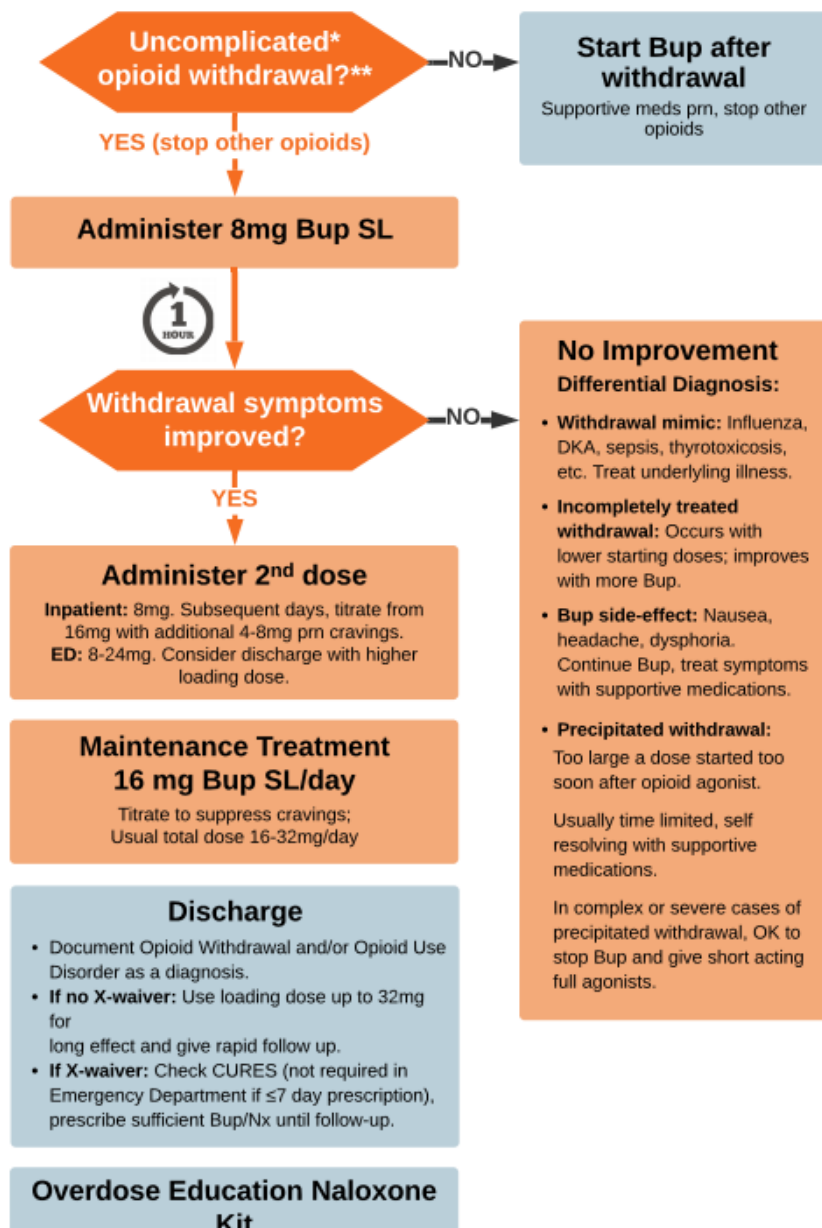 Uncomplicated*
opioid withdrawal?**
NO
Start Bup after
withdrawal
Supportive meds prn, stop other
opioids
YES (stop other opioids)
Administer 8mg Bup SL
1
HOUR
Withdrawal symptoms
improved?
NO
No Improvement
Differential Diagnosis:
• Withdrawal mimic: Influenza,
DKA, sepsis, thyrotoxicosis,
etc. Treat underlyling illness.
• Incompletely treated
withdrawal: Occurs with
lower starting doses; improves
with more Bup.
• Bup side-effect: Nausea,
headache, dysphoria.
Continue Bup, treat symptoms
with supportive medications.
• Precipitated withdrawal:
Too large a dose started too
soon after opioid agonist.
Usually time limited, self
resolving with supportive
medications.
In complex or severe cases of
precipitated withdrawal, OK to
stop Bup and give short acting
full agonists.
YES
Administer 2nd dose
Inpatient: 8mg. Subsequent days, titrate from
16mg with additional 4-8mg prn cravings.
ED: 8-24mg. Consider discharge with higher
loading dose.
Maintenance Treatment
16 mg Bup SL/day
Titrate to suppress cravings;
Usual total dose 16-32mg/day
Discharge
• Document Opioid Withdrawal and/or Opioid Use
Disorder as a diagnosis.
• If no X-waiver: Use loading dose up to 32mg
for
long effect and give rapid follow up.
• If X-waiver: Check CURES (not required in
Emergency Department if ≤7 day prescription),
prescribe sufficient Bup/Nx until follow-up.
Overdose Education Naloxone
Kit